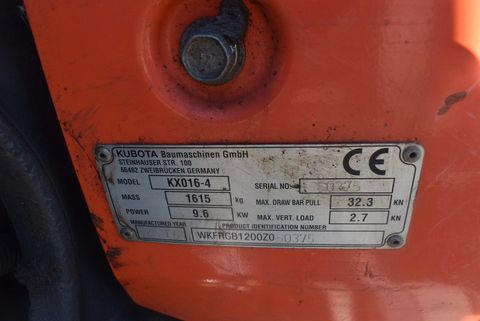 KUBOTA Baumaschinen GmbH
STEINHAUSER STR. 100
66482 ZWEIBRÜCKEN GERMANY
CE
MODEL KX016-4 SERIAL NO.
MASS 1615 kg MAX. DRAW BAR PULL 32.3 KN
POWER 9.6 KW MAX. VERT. LOAD 2.7 KN
MANUFACTURED YEAR PRODUCT IDENTIFICATION NUMBER